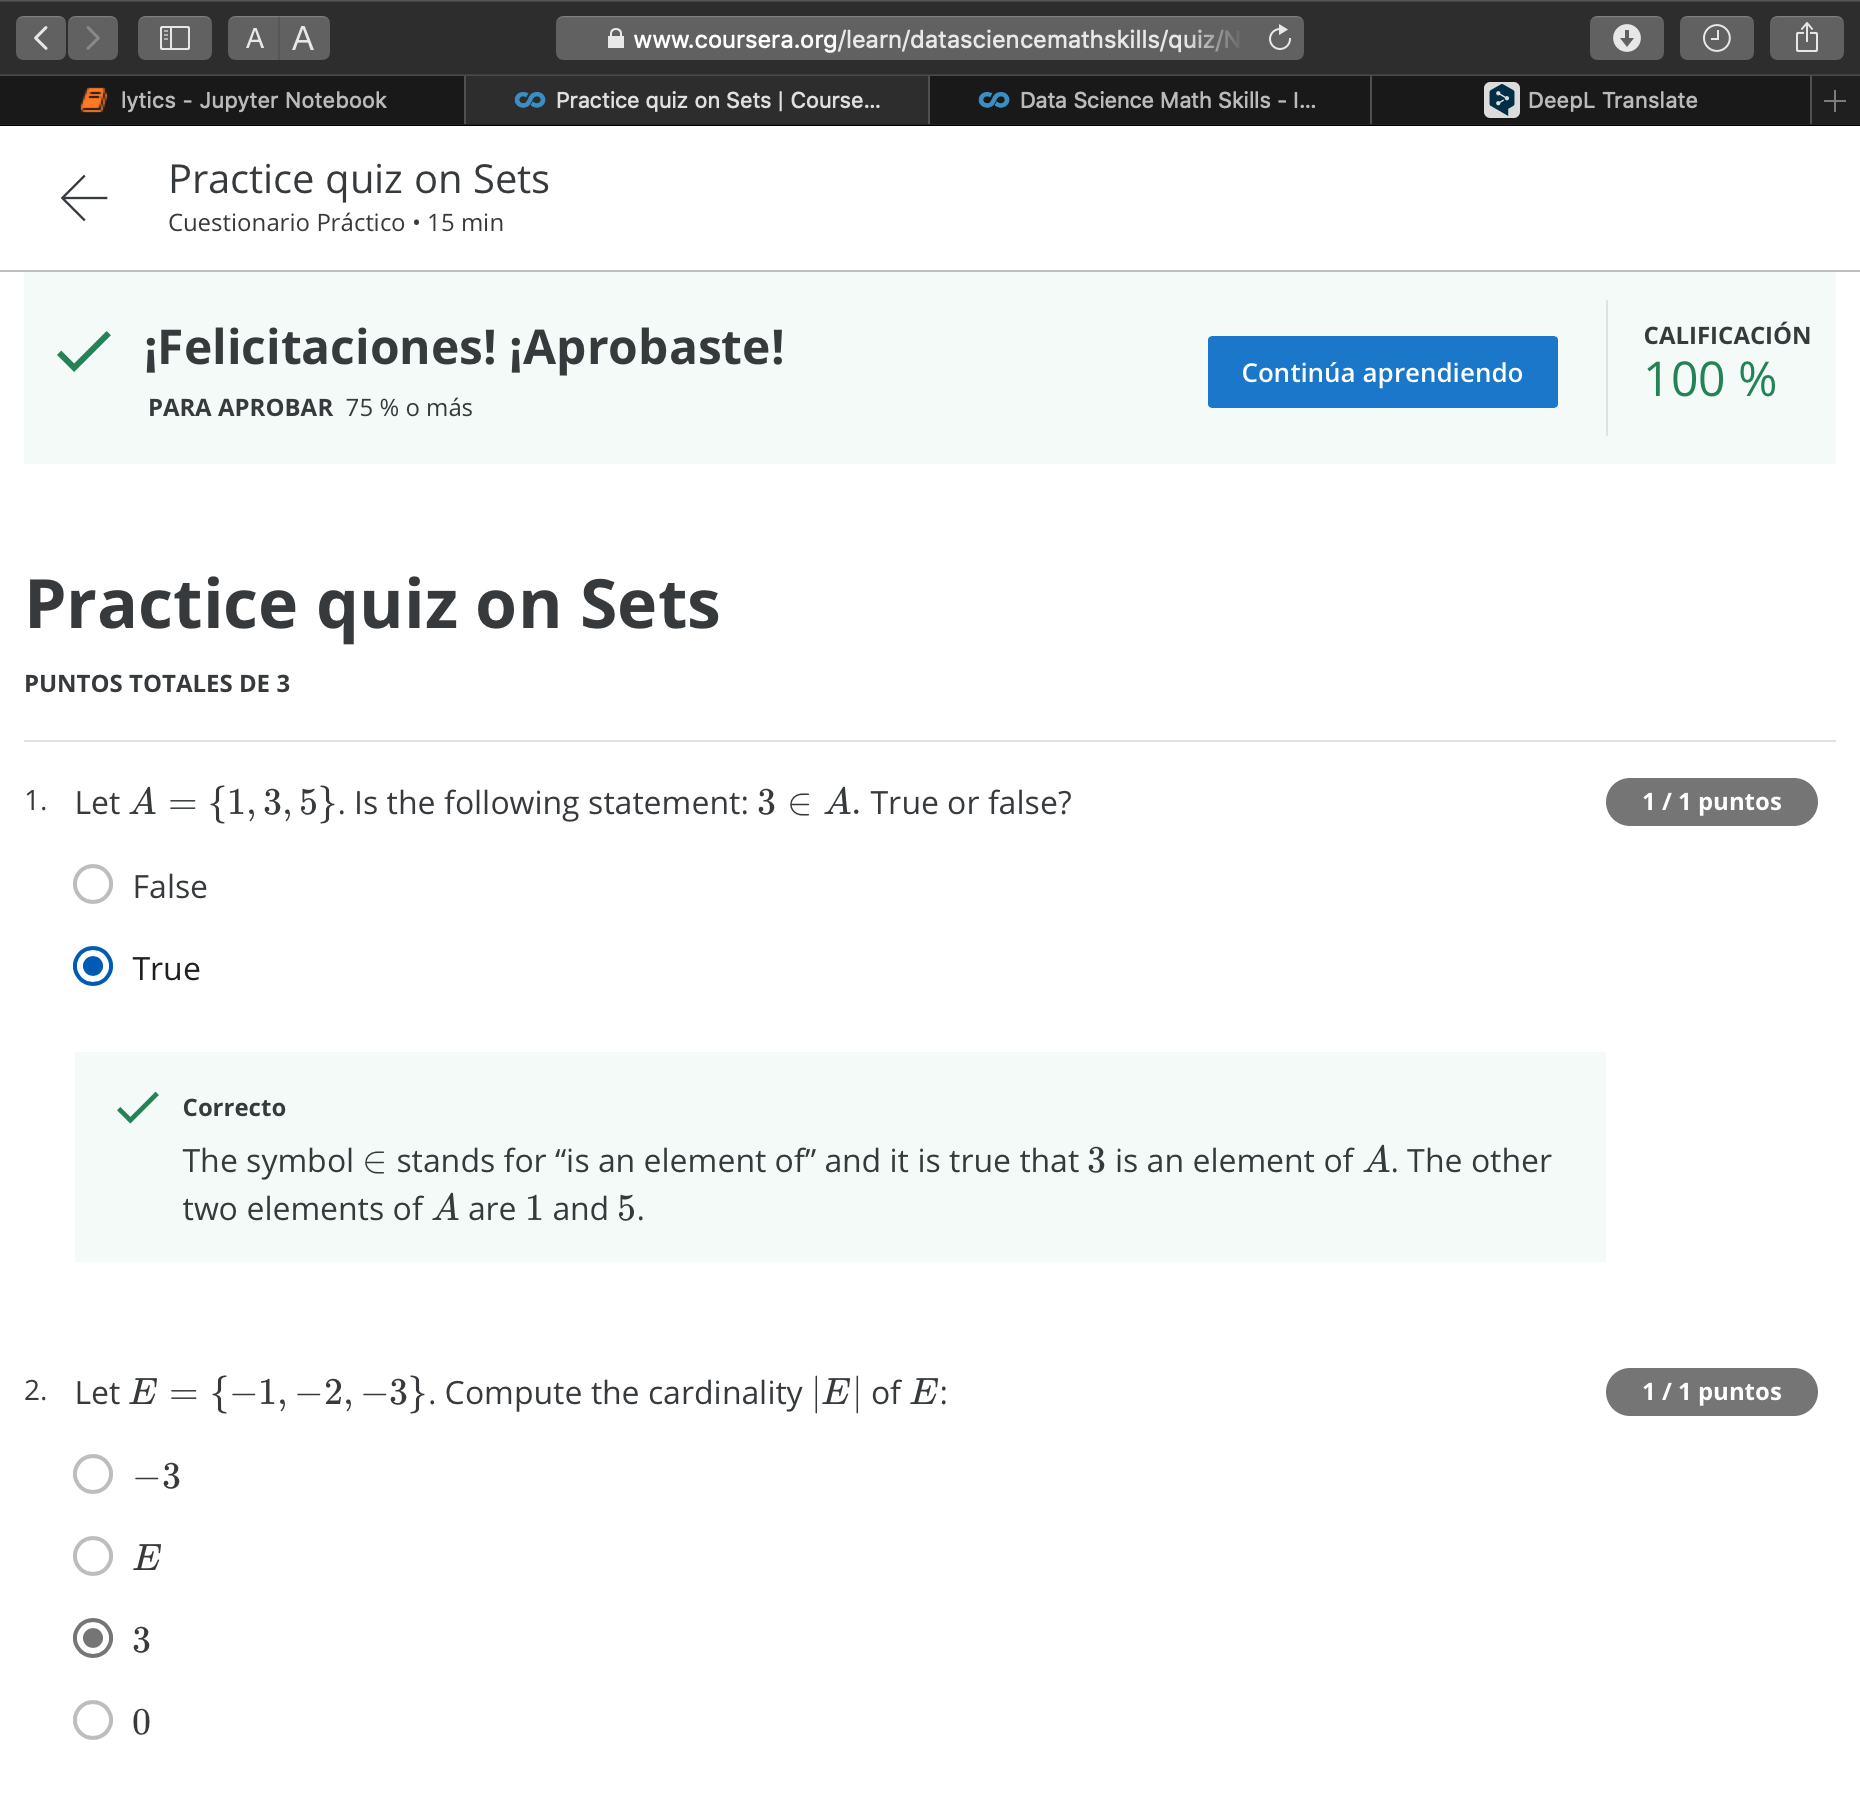 A A
www.coursera.org/learn/datasciencemathskills/quiz/N
lytics - Jupyter Notebook
Practice quiz on Sets | Course...
Data Science Math Skills - I...
DeepL Translate
Practice quiz on Sets
Cuestionario Práctico • 15 min
¡Felicitaciones! ¡Aprobaste!
PARA APROBAR 75 % o más
Continúa aprendiendo
CALIFICACIÓN
100 %
Practice quiz on Sets
PUNTOS TOTALES DE 3
1. Let A = {1, 3, 5}. Is the following statement: 3 ∈ A. True or false?
1 / 1 puntos
False
True
Correcto
The symbol ∈ stands for “is an element of” and it is true that 3 is an element of A. The other
two elements of A are 1 and 5.
2. Let E = {−1, −2, −3}. Compute the cardinality |E| of E:
1 / 1 puntos
−3
E
3
0